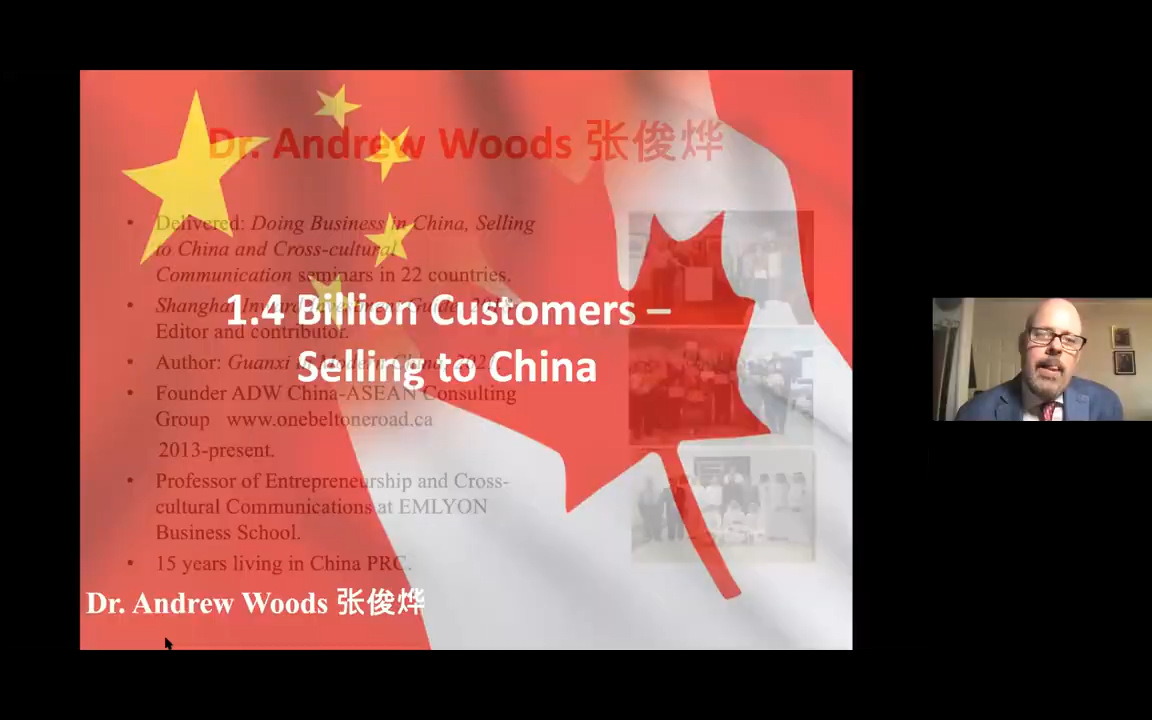 Dr. Andrew Woods 张俊烨
• Delivered: Doing Business in China, Selling
to China and Cross-cultural
Communication seminars in 22 countries.
• Shanghai
Editor and contributor.
• Author: Guanxi
• Founder ADW China-ASEAN Consulting
Group www.onebeltoneroad.ca
2013-present.
• Professor of Entrepreneurship and Cross-
cultural Communications at EMLYON
Business School.
• 15 years living in China PRC.
1.4 Billion Customers –
Selling to China
Dr. Andrew Woods 张俊烨